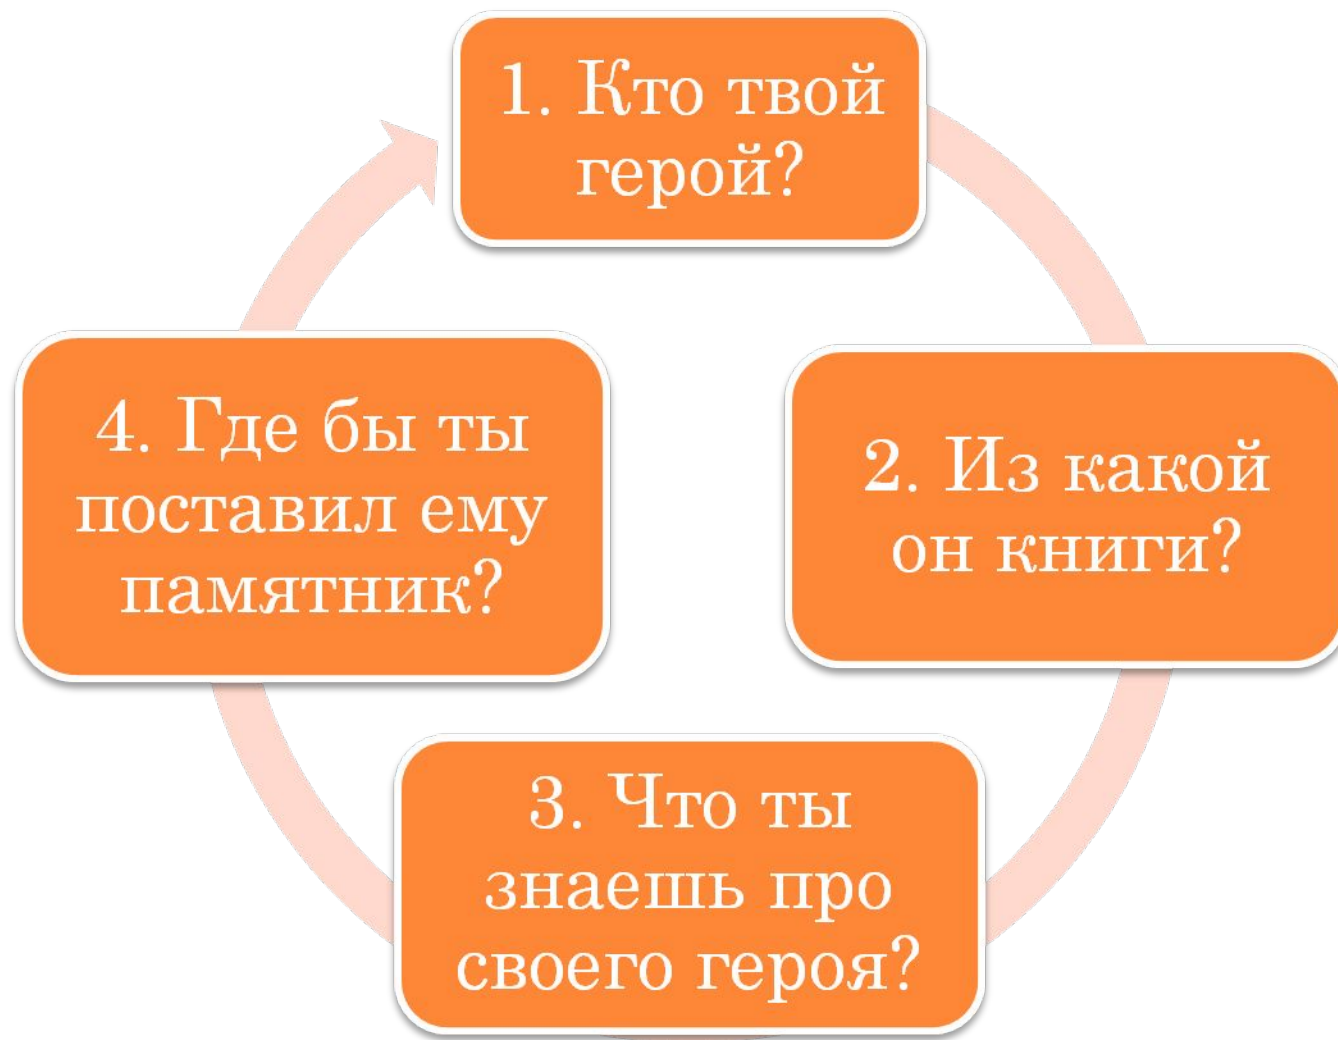 1. Кто твой
герой?
2. Из какой
он книги?
3. Что ты
знаешь про
своего героя?
4. Где бы ты
поставил ему
памятник?